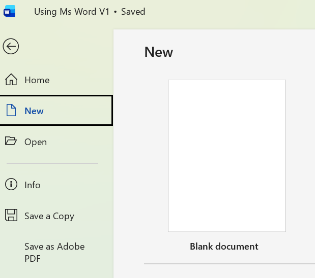 Using Ms Word V1 • Saved
New
Home
New
Open
Info
Save a Copy
Save as Adobe
PDF
Blank document